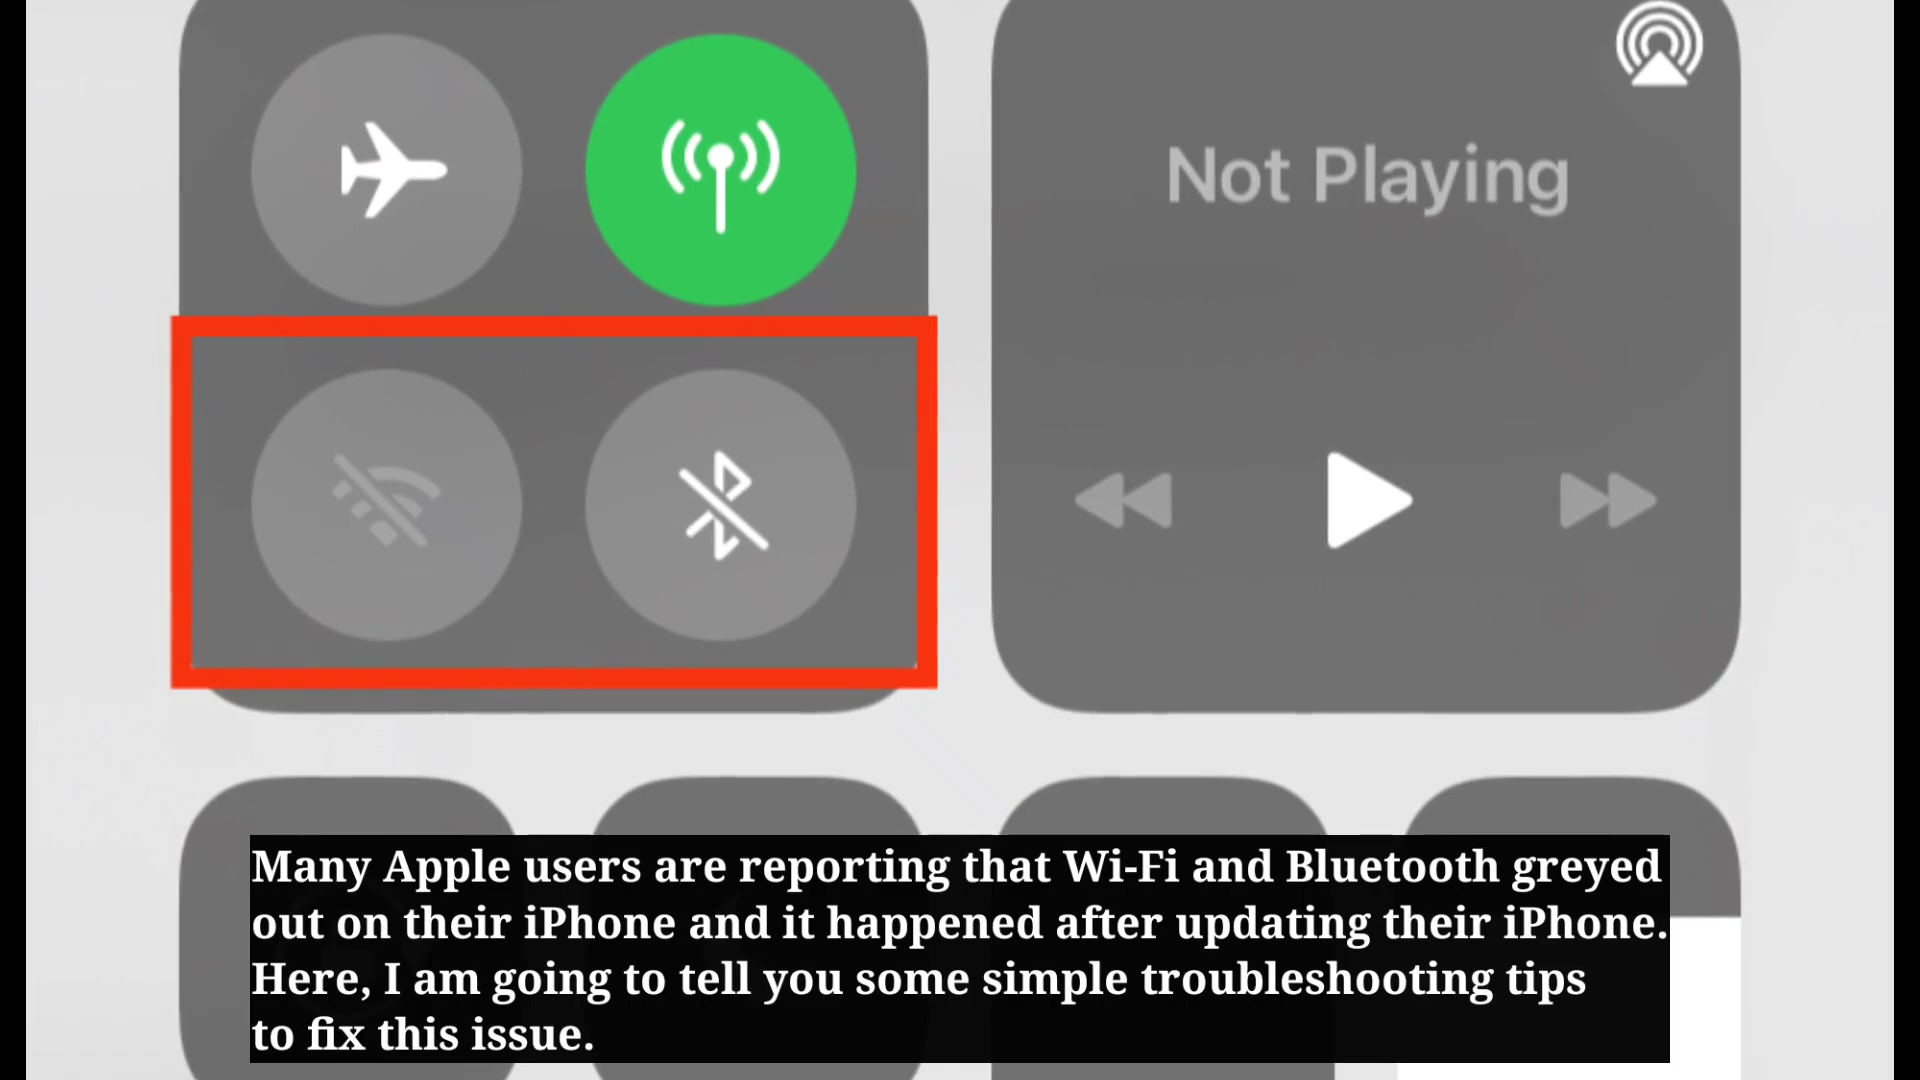 Not Playing
Many Apple users are reporting that Wi-Fi and Bluetooth greyed
out on their iPhone and it happened after updating their iPhone.
Here, I am going to tell you some simple troubleshooting tips
to fix this issue.